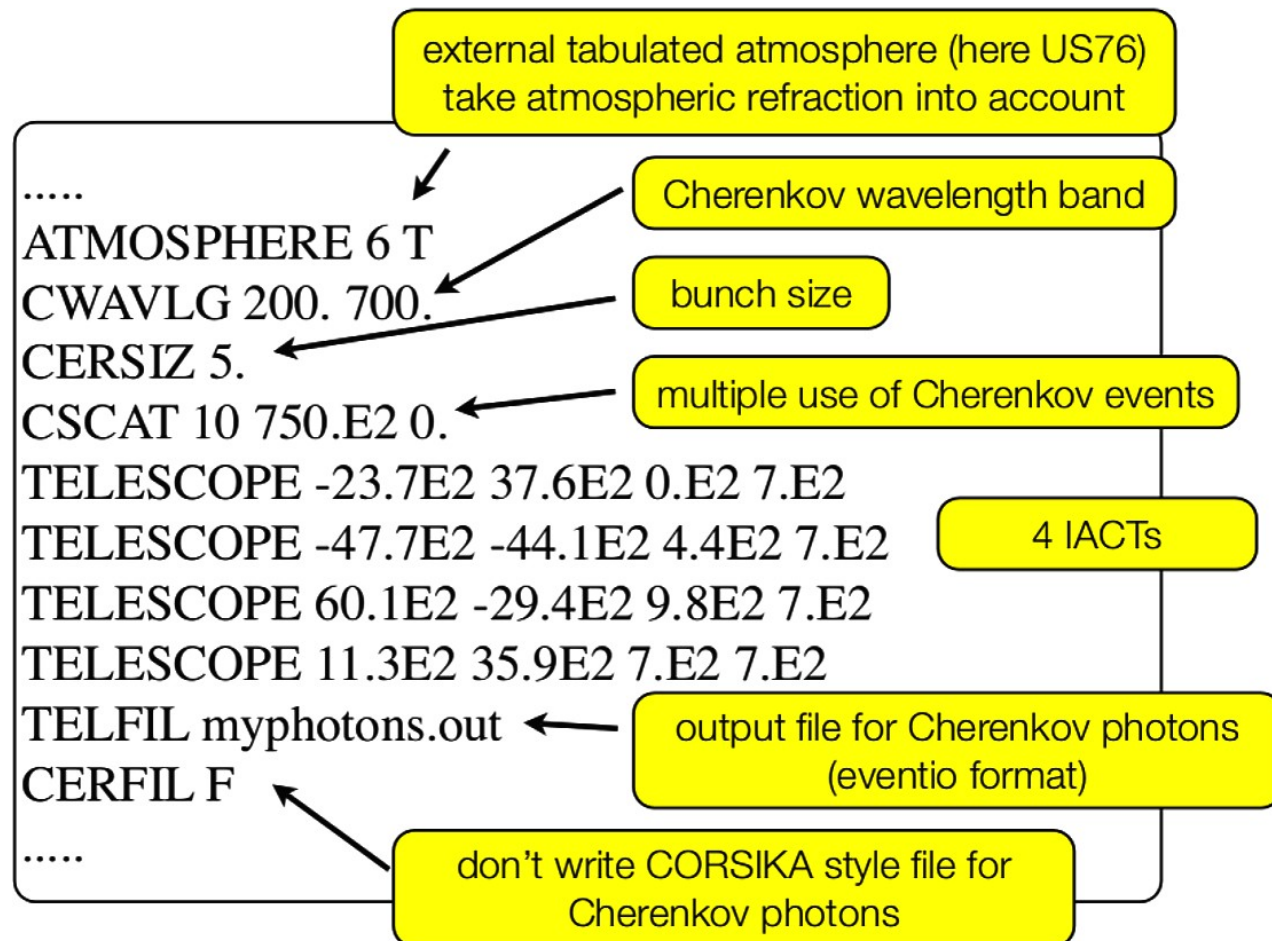 external tabulated atmosphere (here US76)
take atmospheric refraction into account
.....
ATMOSPHERE 6 T
Cherenkov wavelength band
CWAVLG 200. 700.
bunch size
CERSIZ 5.
multiple use of Cherenkov events
CSCAT 10 750.E2 0.
TELESCOPE -23.7E2 37.6E2 0.E2 7.E2
TELESCOPE -47.7E2 -44.1E2 4.4E2 7.E2
4 IACTs
TELESCOPE 60.1E2 -29.4E2 9.8E2 7.E2
TELESCOPE 11.3E2 35.9E2 7.E2 7.E2
TELFIL myphotons.out
output file for Cherenkov photons
(eventio format)
CERFIL F
.....
don't write CORSIKA style file for
Cherenkov photons